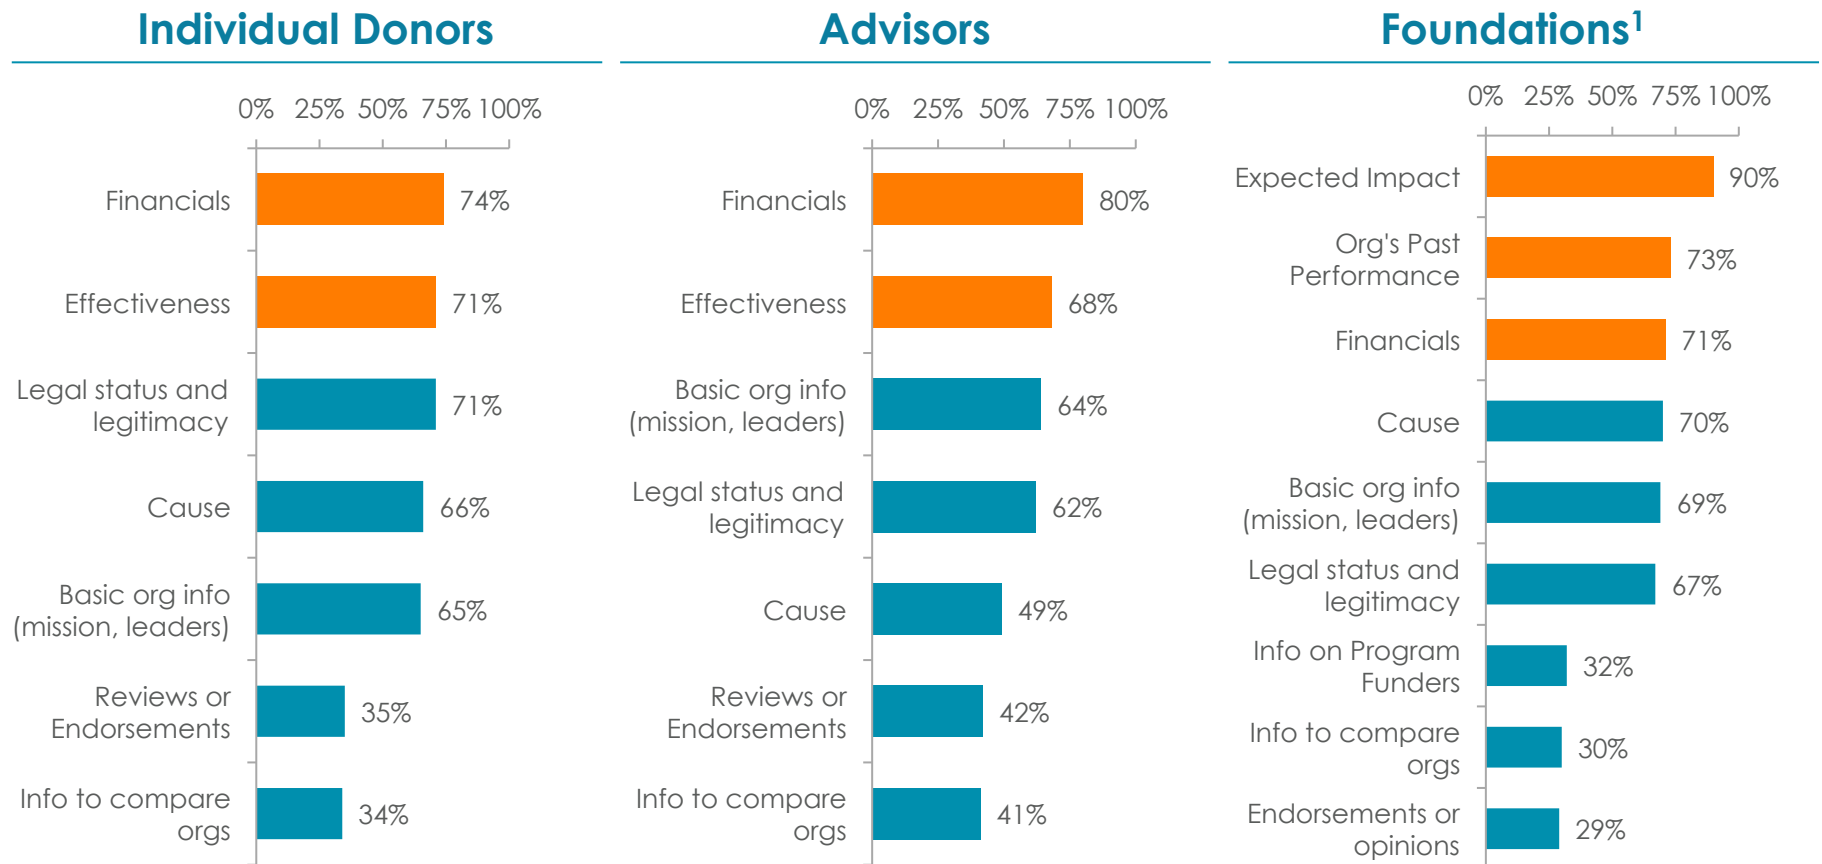 Individual Donors
0% 25% 50% 75% 100%
Financials 74%
Effectiveness 71%
Legal status and
legitimacy 71%
Cause 66%
Basic org info
(mission, leaders) 65%
Reviews or
Endorsements 35%
Info to compare
orgs 34%
Advisors
0% 25% 50% 75% 100%
Financials 80%
Effectiveness 68%
Basic org info
(mission, leaders) 64%
Legal status and
legitimacy 62%
Cause 49%
Reviews or
Endorsements 42%
Info to compare
orgs 41%
Foundations¹
0% 25% 50% 75% 100%
Expected Impact 90%
Org's Past
Performance 73%
Financials 71%
Cause 70%
Basic org info
(mission, leaders) 69%
Legal status and
legitimacy 67%
Info on Program
Funders 32%
Info to compare
orgs 30%
Endorsements or
opinions 29%